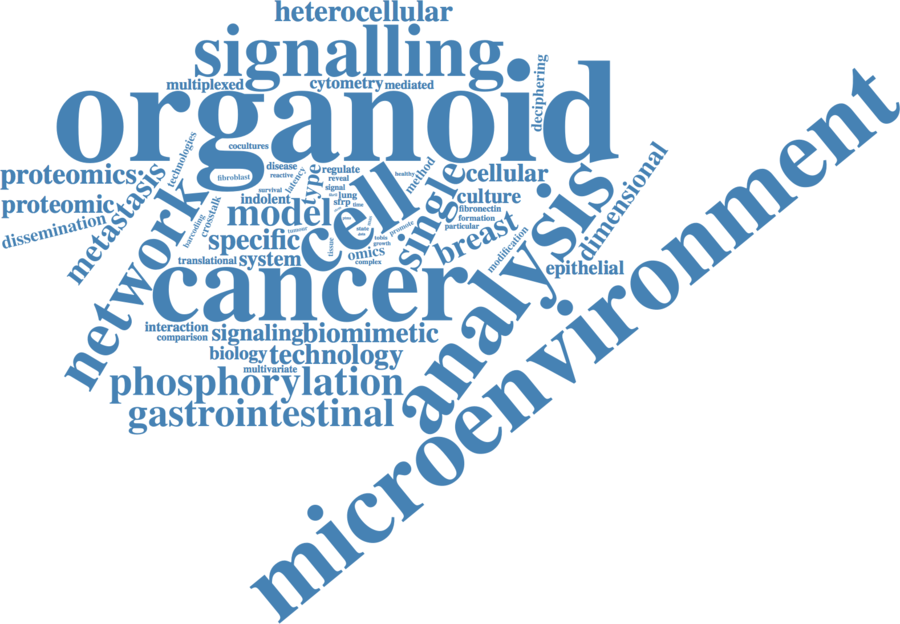 heterocellular
signalling
multiplexed
cytometry
mediated
deciphering
organoid
technologies
cocultures
disease
reactive
fibroblast
proteomics:
metastasis
proteomic
dissemination
network
barcoding
crosstalk
survival
latency
type
regulate
reveal
signal
lung
sfrp
time
healthy
method
indolent
model
cell
single
cellular
culture
fibronectin
formation
particular
promote
tobis
growth
omics
complex
tissue
tumour
specific
system
translational
breast
modification
epithelial
dimensional
cancer
analysis
microenvironment
interaction
comparison
signaling
biomimetic
biology
technology
multivariate
phosphorylation
gastrointestinal